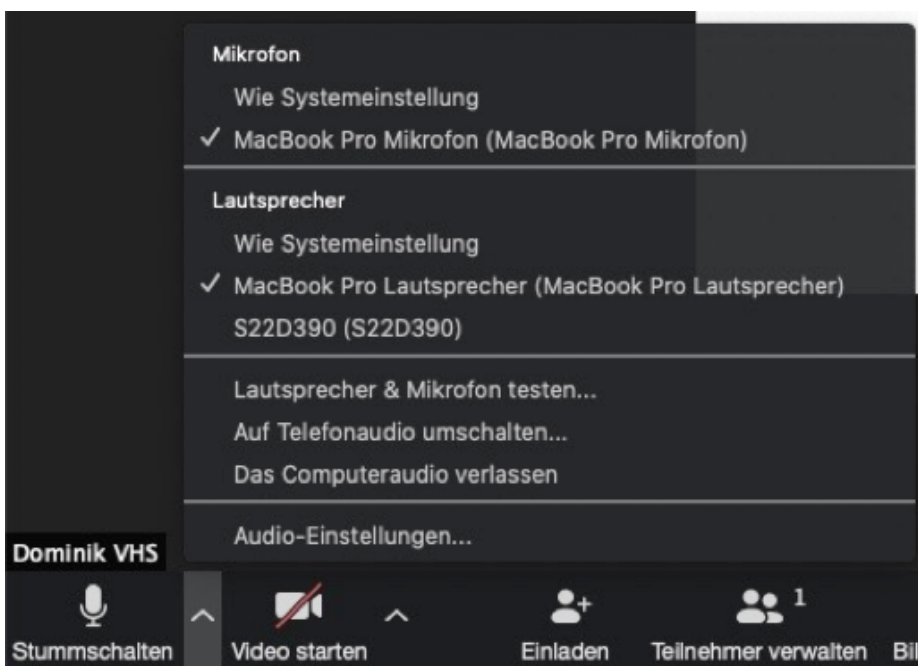 Mikrofon
Wie Systemeinstellung
MacBook Pro Mikrofon (MacBook Pro Mikrofon)
Lautsprecher
Wie Systemeinstellung
MacBook Pro Lautsprecher (MacBook Pro Lautsprecher)
S22D390 (S22D390)
Lautsprecher & Mikrofon testen...
Auf Telefonaudio umschalten...
Das Computeraudio verlassen
Audio-Einstellungen...
Dominik VHS
1
Stummschalten Video starten Einladen Teilnehmer verwalten Bil